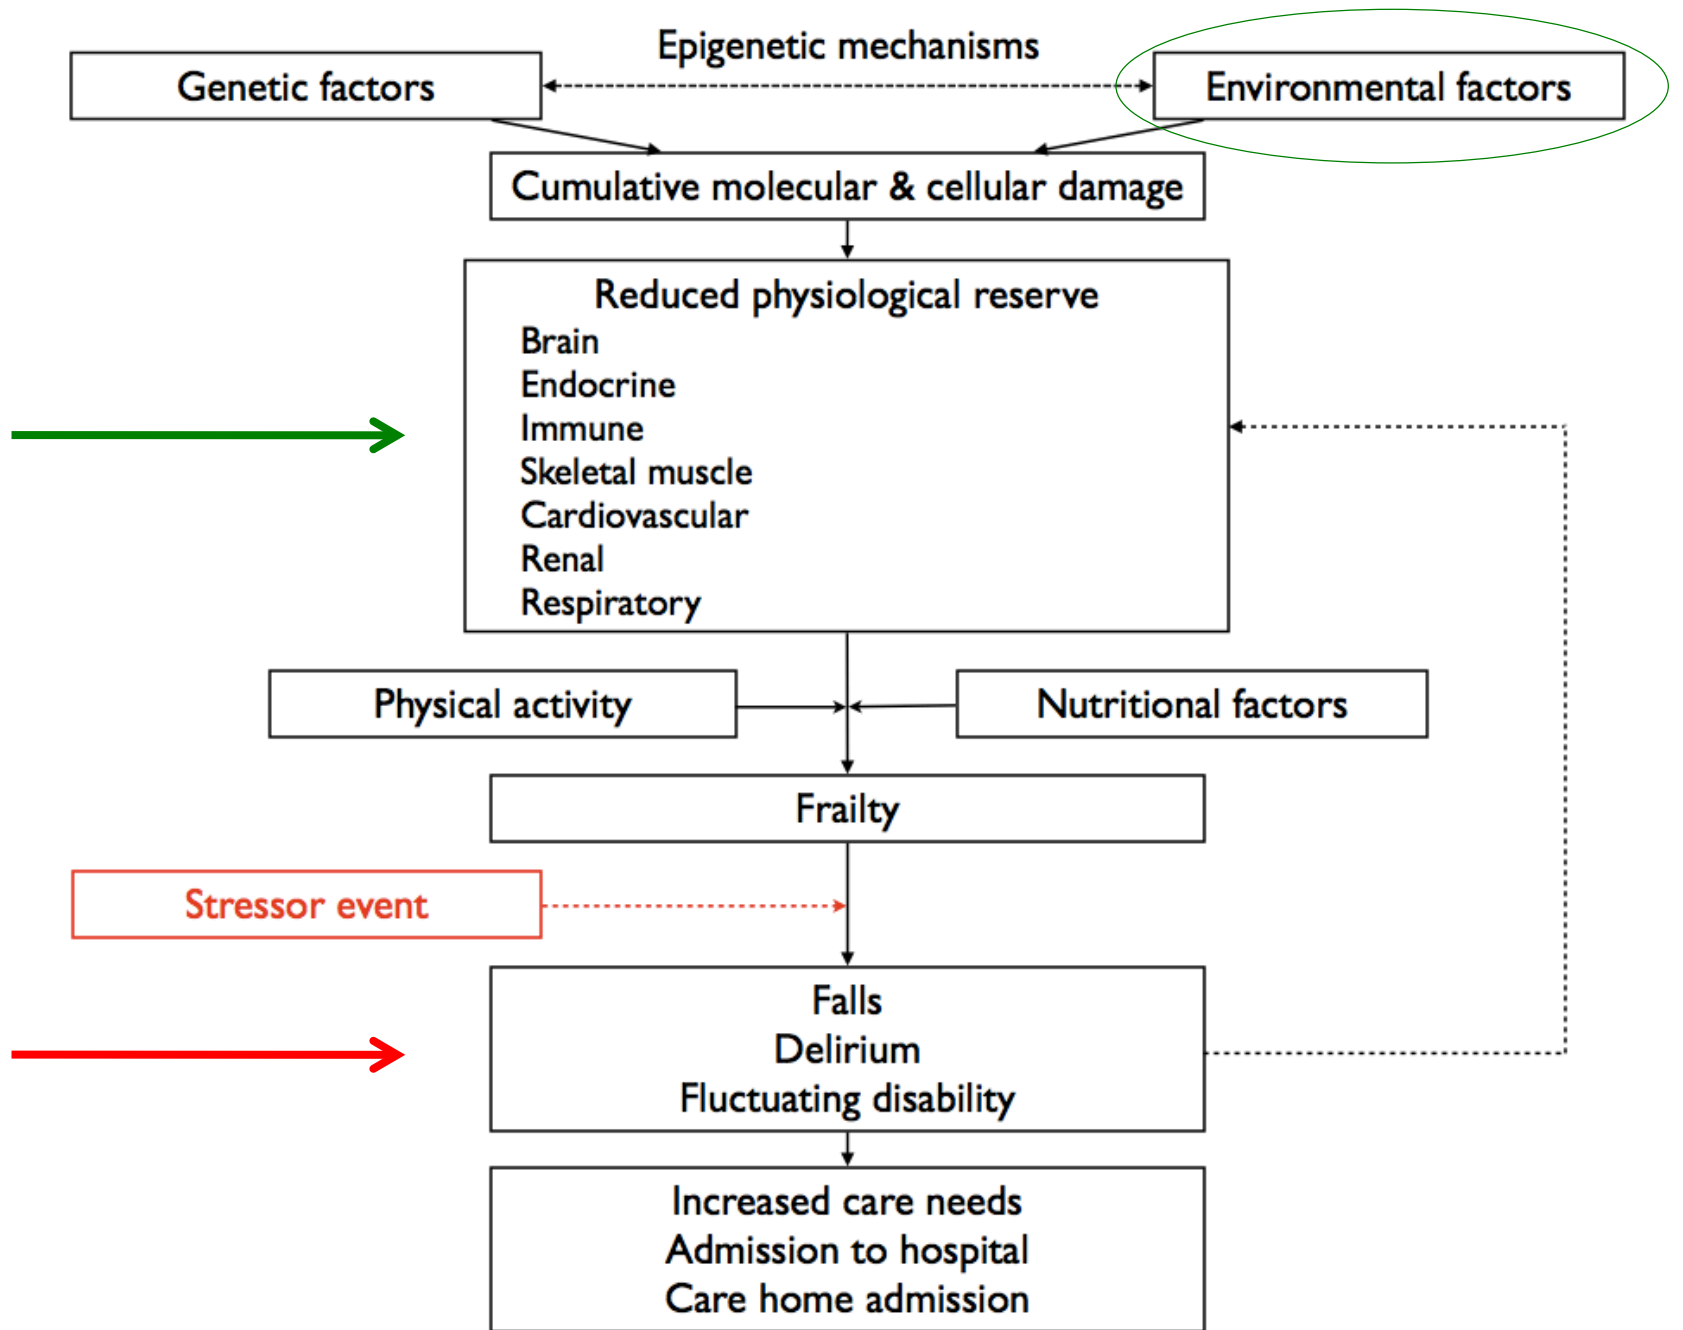 Epigenetic mechanisms
Genetic factors
Environmental factors
Cumulative molecular & cellular damage
Reduced physiological reserve
Brain
Endocrine
Immune
Skeletal muscle
Cardiovascular
Renal
Respiratory
Physical activity
Nutritional factors
Frailty
Stressor event
Falls
Delirium
Fluctuating disability
Increased care needs
Admission to hospital
Care home admission